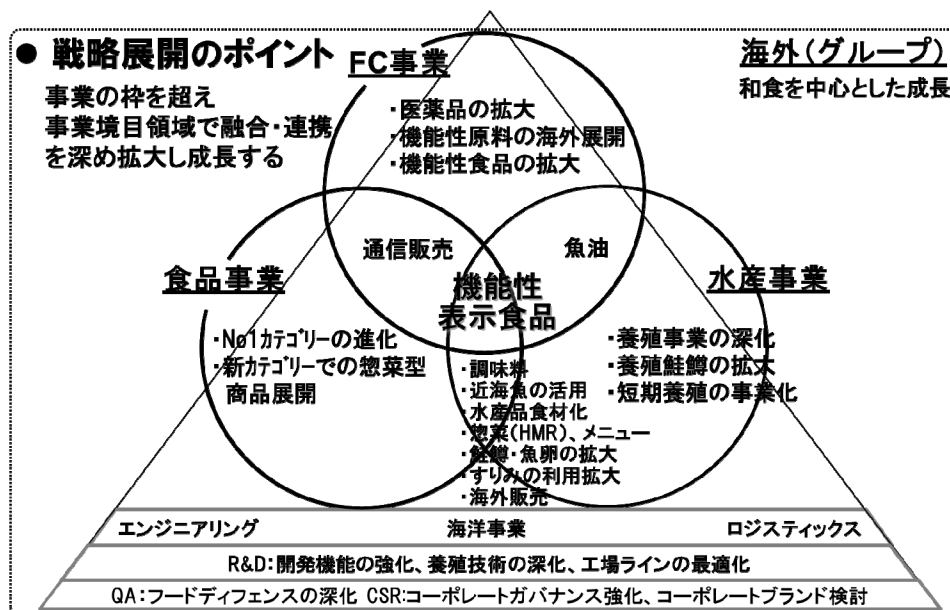 ● 戦略展開のポイント
事業の枠を超え
事業境目領域で融合・連携
を深め拡大し成長する
海外(グループ)
和食を中心とした成長
FC事業
・医薬品の拡大
・機能性原料の海外展開
・機能性食品の拡大
通信販売
魚油
食品事業
機能性
表示食品
水産事業
・No1カテゴリーの進化
・新カテゴリーでの惣菜型
商品展開
・養殖事業の深化
・養殖鮭鱒の拡大
・短期養殖の事業化
・調味料
・近海魚の活用
・水産品食材化
・惣菜(HMR)、メニュー
・鮭鱒・魚卵の拡大
・すりみの利用拡大
・海外販売
エンジニアリング 海洋事業 ロジスティックス
R&D:開発機能の強化、養殖技術の深化、工場ラインの最適化
QA:フードディフェンスの深化 CSR:コーポレートガバナンス強化、コーポレートブランド検討